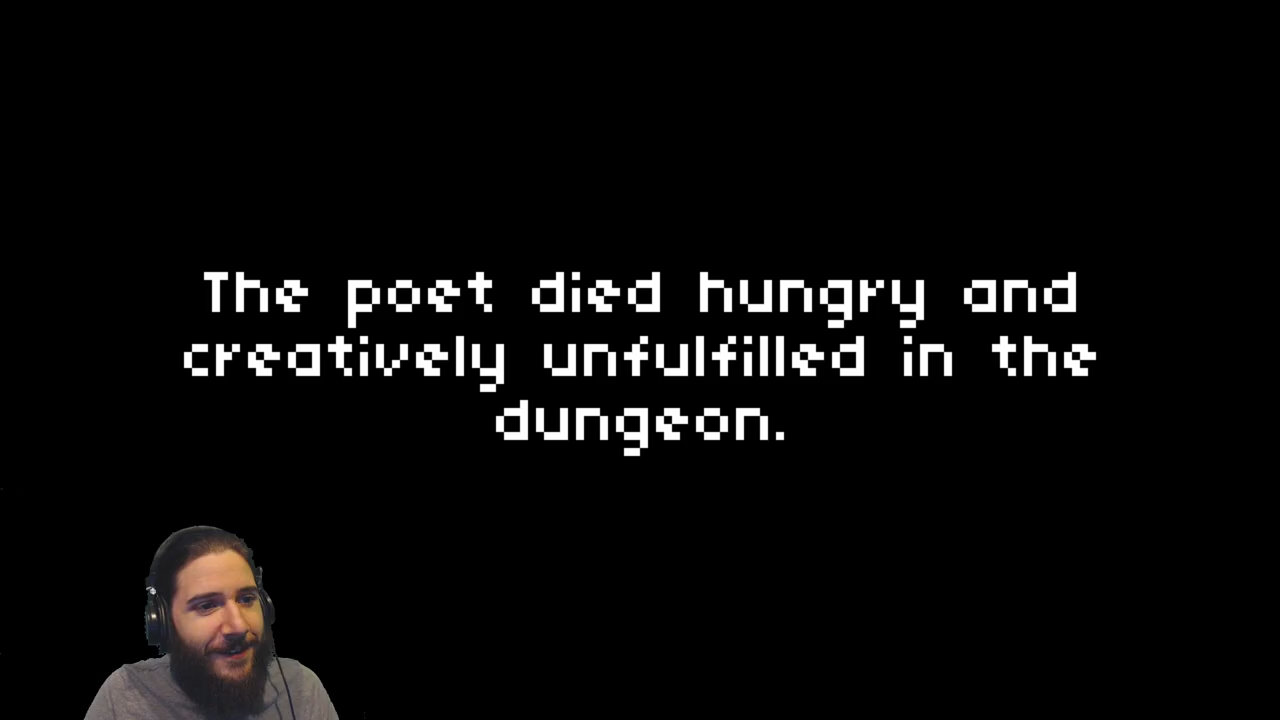 The poet died hungry and
creatively unfulfilled in the
dungeon.